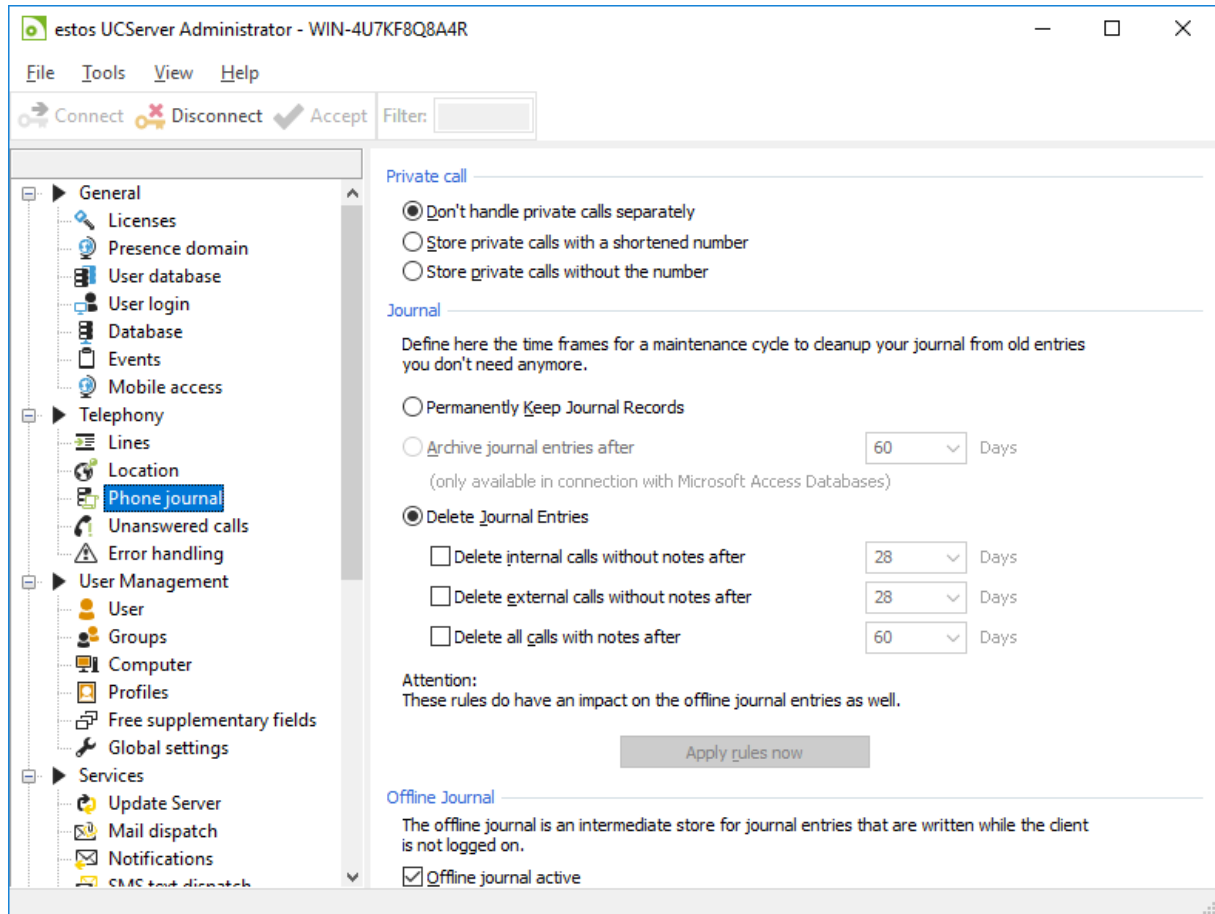 estos UCServer Administrator - WIN-4U7KF8Q8A4R
File Tools View Help
Connect Disconnect Accept Filter:
General
Licenses
Presence domain
User database
User login
Database
Events
Mobile access
Telephony
Lines
Location
Phone journal
Unanswered calls
Error handling
User Management
User
Groups
Computer
Profiles
Free supplementary fields
Global settings
Services
Update Server
Mail dispatch
Notifications
SMS text dispatch
Private call
Don't handle private calls separately
Store private calls with a shortened number
Store private calls without the number
Journal
Define here the time frames for a maintenance cycle to cleanup your journal from old entries
you don't need anymore.
Permanently Keep Journal Records
Archive journal entries after 60 Days
(only available in connection with Microsoft Access Databases)
Delete Journal Entries
Delete internal calls without notes after 28 Days
Delete external calls without notes after 28 Days
Delete all calls with notes after 60 Days
Attention:
These rules do have an impact on the offline journal entries as well.
Apply rules now
Offline Journal
The offline journal is an intermediate store for journal entries that are written while the client
is not logged on.
Offline journal active